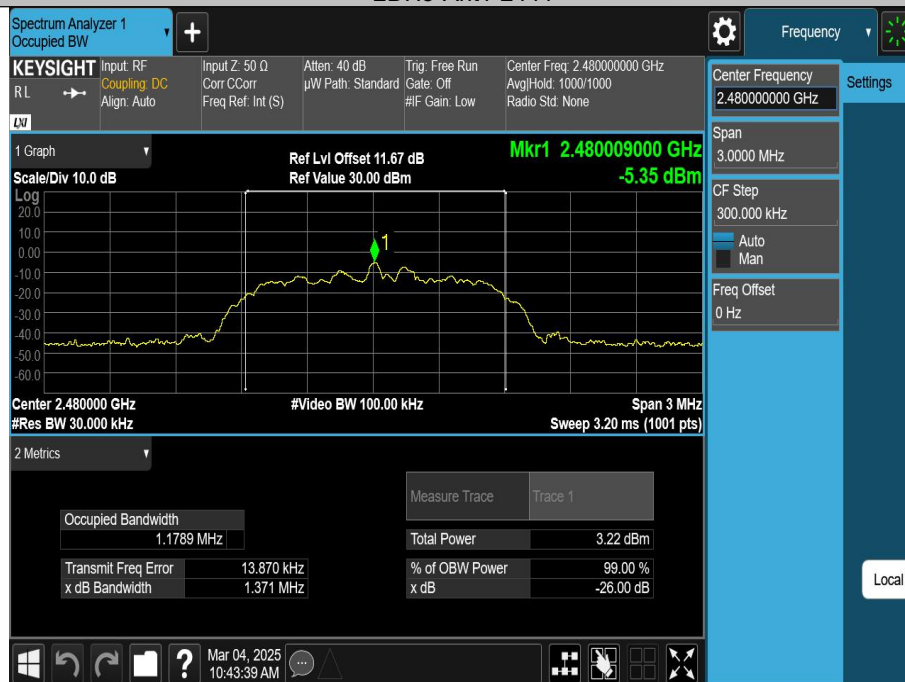 Spectrum Analyzer 1
Occupied BW
+
Frequency
KEYSIGHT
RL
LXI
Input: RF
Coupling: DC
Align: Auto
Input Z: 50 Ω
Corr CCorr
Freq Ref: Int (S)
Atten: 40 dB
µW Path: Standard
Trig: Free Run
Gate: Off
#IF Gain: Low
Center Freq: 2.480000000 GHz
Avg|Hold: 1000/1000
Radio Std: None
Center Frequency
2.480000000 GHz
Settings
Span
3.0000 MHz
CF Step
300.000 kHz
Auto
Man
Freq Offset
0 Hz
Local
1 Graph
Scale/Div 10.0 dB
Ref Lvl Offset 11.67 dB
Ref Value 30.00 dBm
Mkr1 2.480009000 GHz
-5.35 dBm
Log
20.0
10.0
0.00
-10.0
-20.0
-30.0
-40.0
-50.0
-60.0
1
Center 2.480000 GHz
#Res BW 30.000 kHz
#Video BW 100.00 kHz
Span 3 MHz
Sweep 3.20 ms (1001 pts)
2 Metrics
Measure Trace Trace 1
Occupied Bandwidth
1.1789 MHz
Total Power 3.22 dBm
Transmit Freq Error 13.870 kHz
% of OBW Power 99.00 %
x dB Bandwidth 1.371 MHz
x dB -26.00 dB
?
Mar 04, 2025
10:43:39 AM